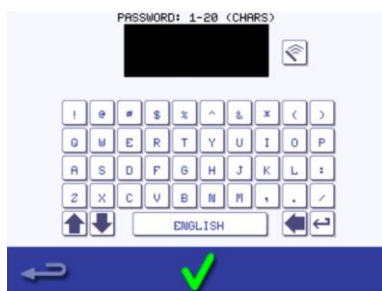 PASSWORD: 1-20 (CHARS)
! @ # $ % ^ & * ( )
Q W E R T Y U I O P
A S D F G H J K L :
Z X C V B N M , . /
ENGLISH